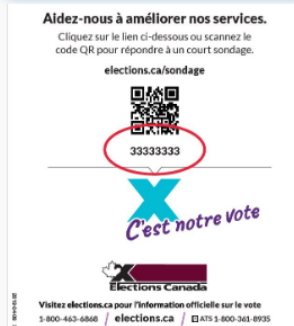 Aidez-nous à améliorer nos services.
Cliquez sur le lien ci-dessous ou scannez le
code QR pour répondre à un court sondage.
elections.ca/sondage
33333333
X
C'est notre vote
Elections Canada
Visitez elections.ca pour l'information officielle sur le vote
1-800-463-6868 / elections.ca / ATS 1-800-361-8935